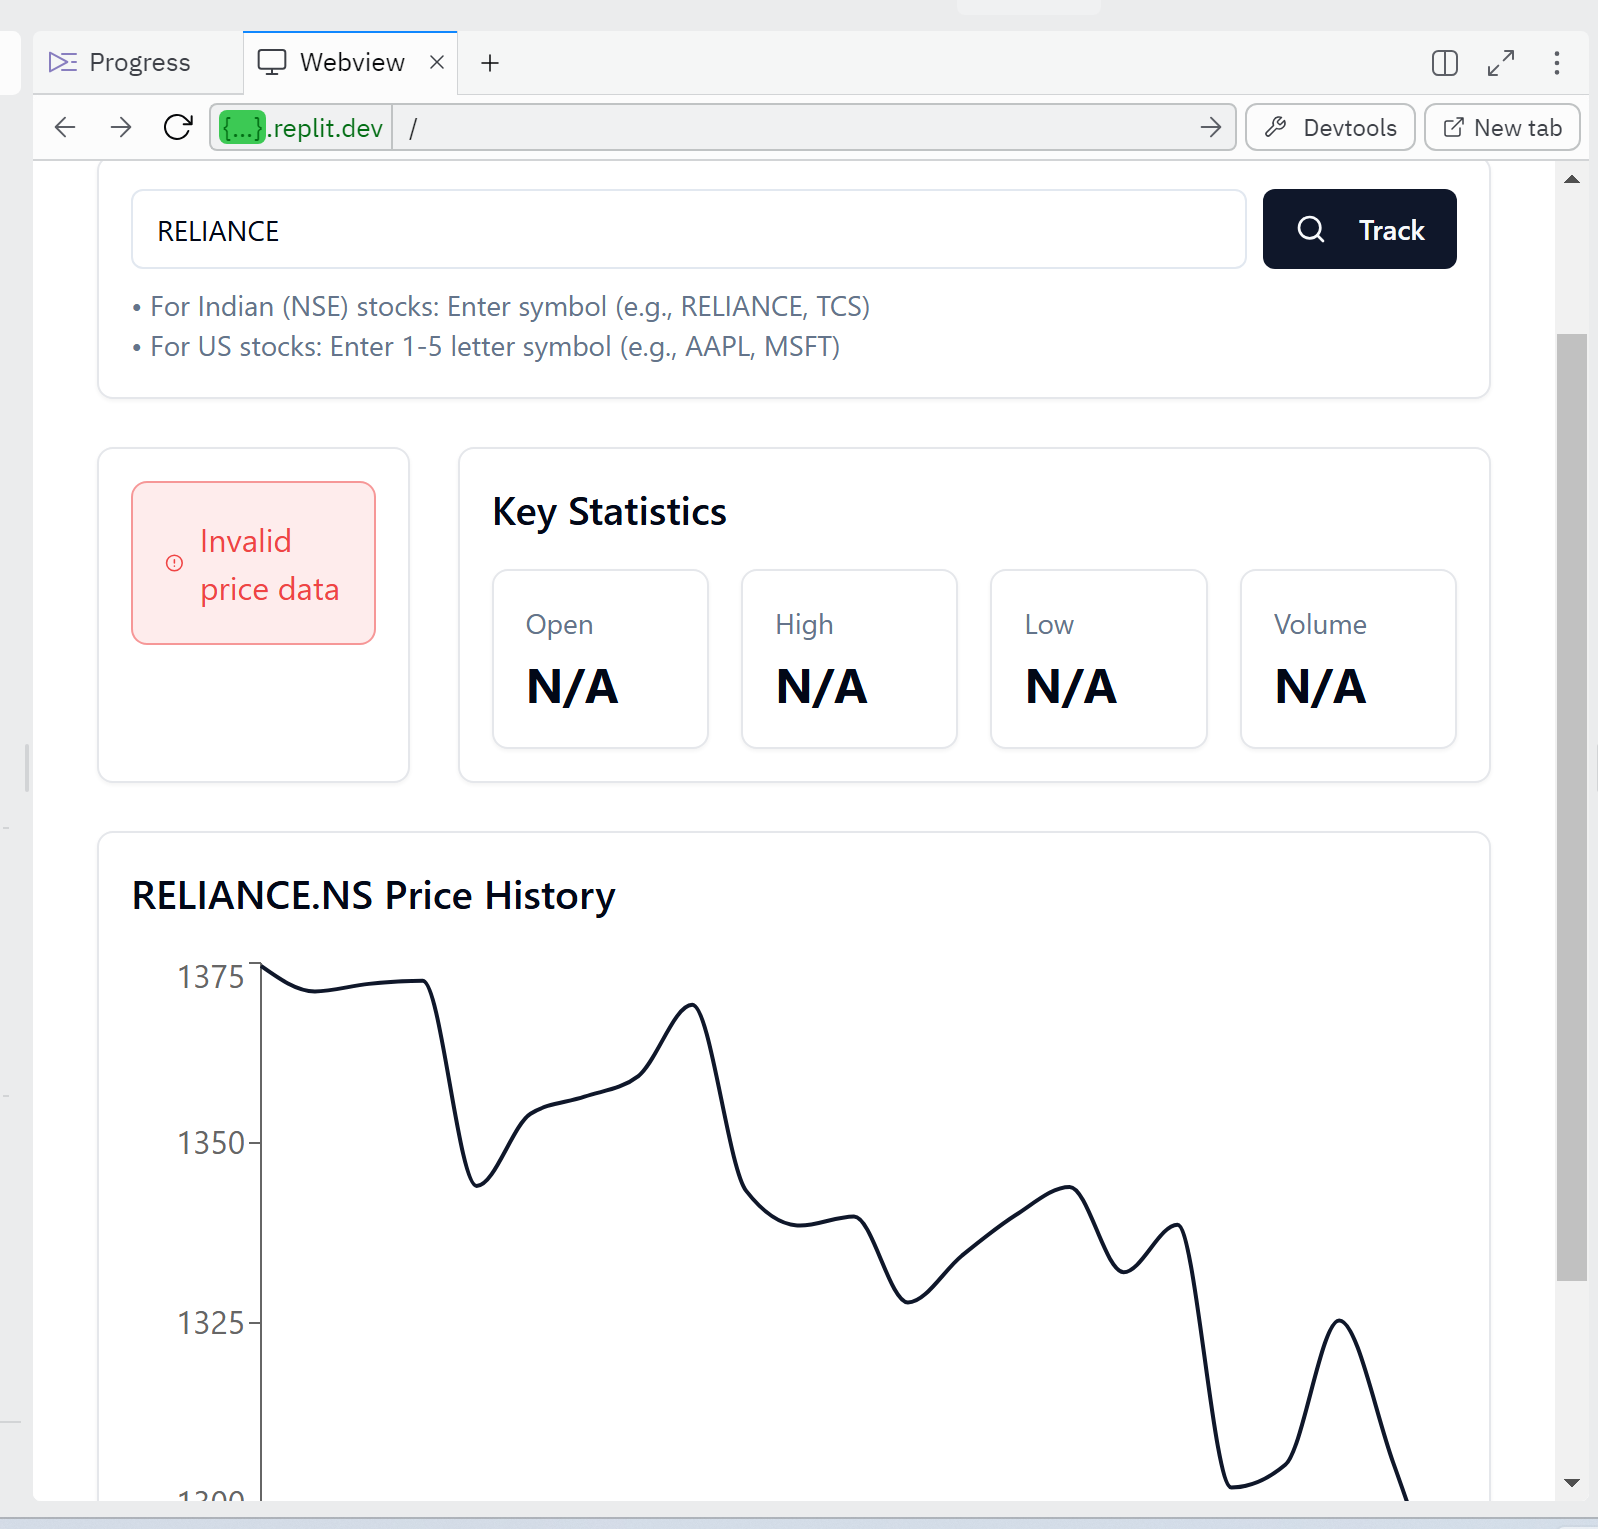 Progress
Webview
{...}.replit.dev
/
Devtools
New tab
RELIANCE
Track
• For Indian (NSE) stocks: Enter symbol (e.g., RELIANCE, TCS)
• For US stocks: Enter 1-5 letter symbol (e.g., AAPL, MSFT)
Invalid
price data
Key Statistics
Open
High
Low
Volume
N/A
N/A
N/A
N/A
RELIANCE.NS Price History
1375
1350
1325
1300